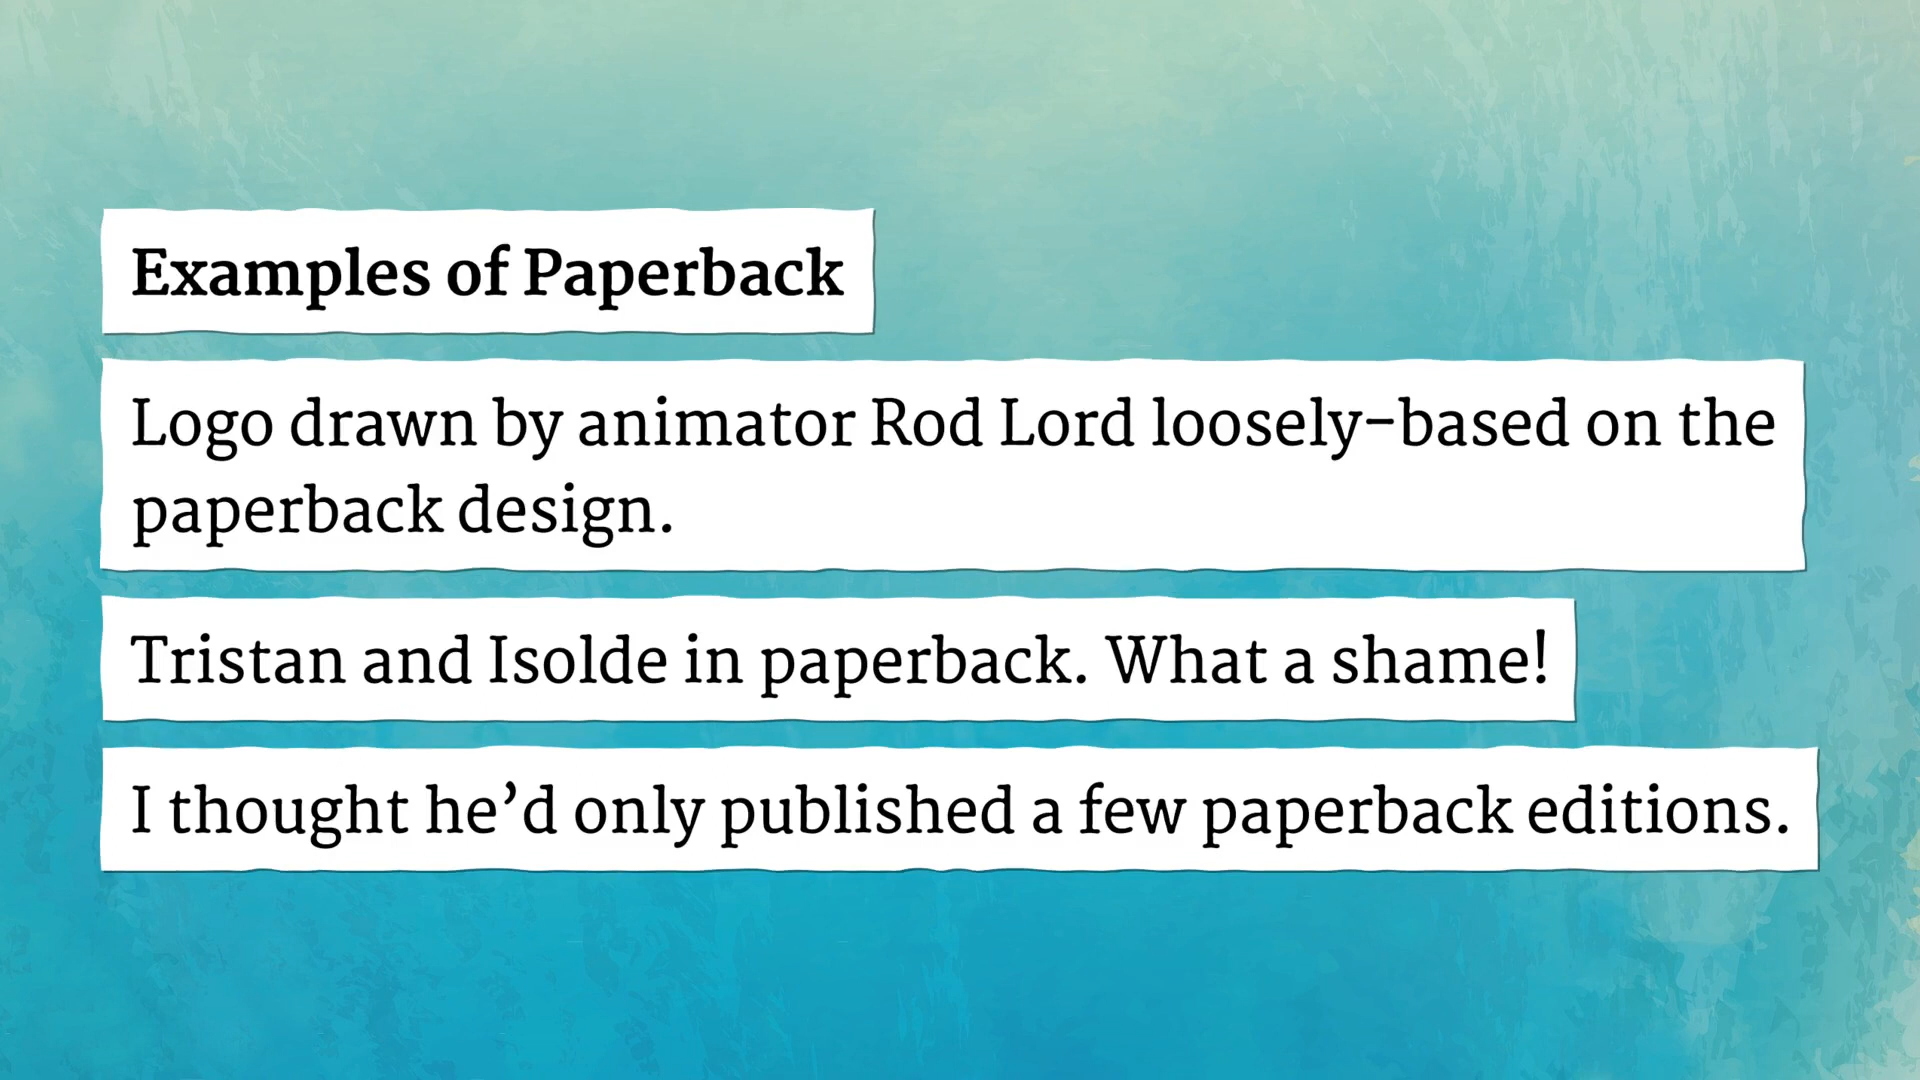 Examples of Paperback
Logo drawn by animator Rod Lord loosely-based on the
paperback design.
Tristan and Isolde in paperback. What a shame!
I thought he’d only published a few paperback editions.